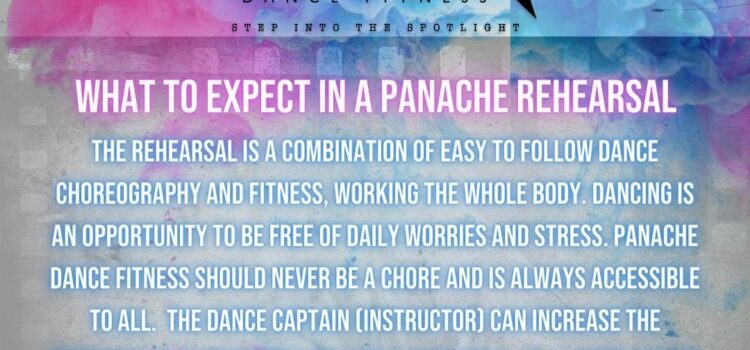 DANCE FITNESS
STEP INTO THE SPOTLIGHT
WHAT TO EXPECT IN A PANACHE REHEARSAL
THE REHEARSAL IS A COMBINATION OF EASY TO FOLLOW DANCE
CHOREOGRAPHY AND FITNESS, WORKING THE WHOLE BODY. DANCING IS
AN OPPORTUNITY TO BE FREE OF DAILY WORRIES AND STRESS. PANACHE
DANCE FITNESS SHOULD NEVER BE A CHORE AND IS ALWAYS ACCESSIBLE
TO ALL. THE DANCE CAPTAIN (INSTRUCTOR) CAN INCREASE THE